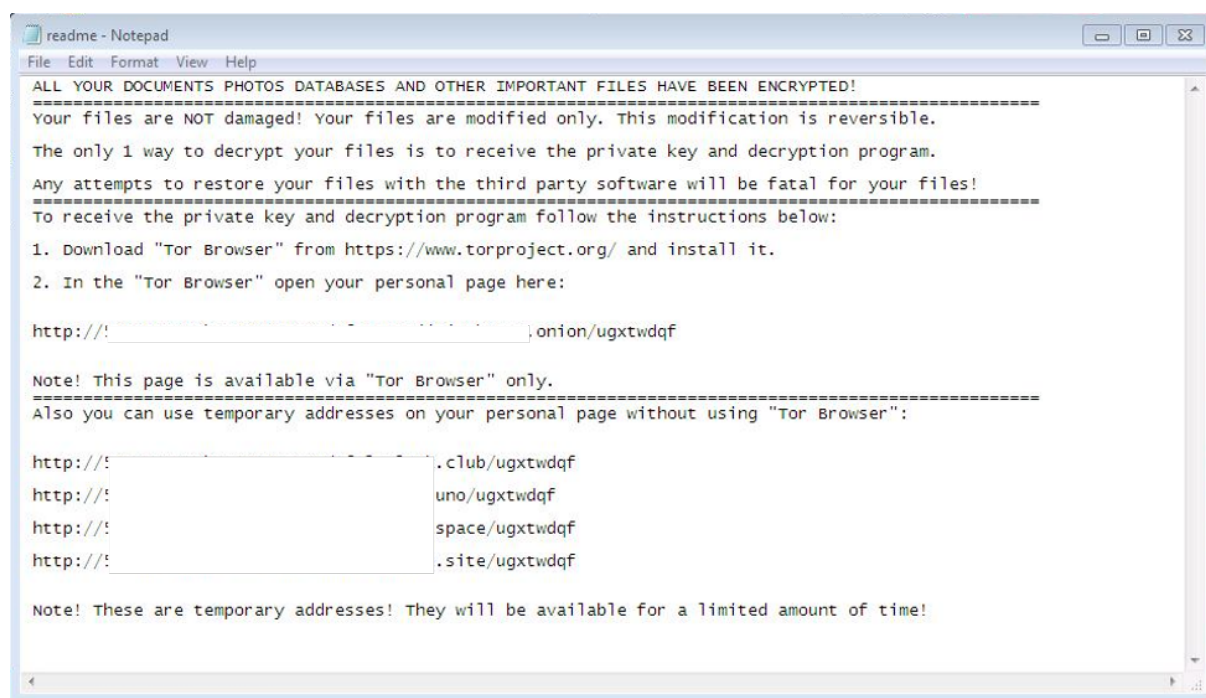 readme - Notepad
File Edit Format View Help
ALL YOUR DOCUMENTS PHOTOS DATABASES AND OTHER IMPORTANT FILES HAVE BEEN ENCRYPTED!
====================================================================================================
Your files are NOT damaged! Your files are modified only. This modification is reversible.
The only 1 way to decrypt your files is to receive the private key and decryption program.
Any attempts to restore your files with the third party software will be fatal for your files!
====================================================================================================
To receive the private key and decryption program follow the instructions below:
1. Download "Tor Browser" from https://www.torproject.org/ and install it.
2. In the "Tor Browser" open your personal page here:
http:// .onion/ugxtwdqf
Note! This page is available via "Tor Browser" only.
====================================================================================================
Also you can use temporary addresses on your personal page without using "Tor Browser":
http:// .club/ugxtwdqf
http:// uno/ugxtwdqf
http:// space/ugxtwdqf
http:// .site/ugxtwdqf
Note! These are temporary addresses! They will be available for a limited amount of time!